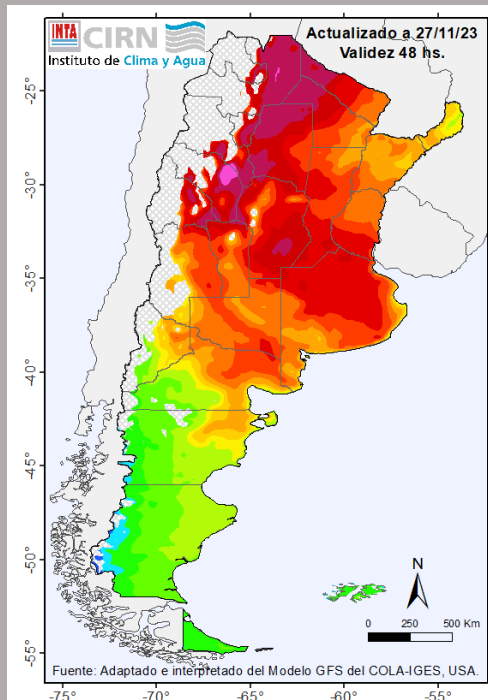 INTA CIRN
Instituto de Clima y Agua
Actualizado a 27/11/23
Validez 48 hs.
-25°
-30°
-35°
-40°
-45°
-50°
-55°
N
0 250 500 Km
Fuente: Adaptado e interpretado del Modelo GFS del COLA-IGES, USA.
-75° -70° -65° -60° -55°